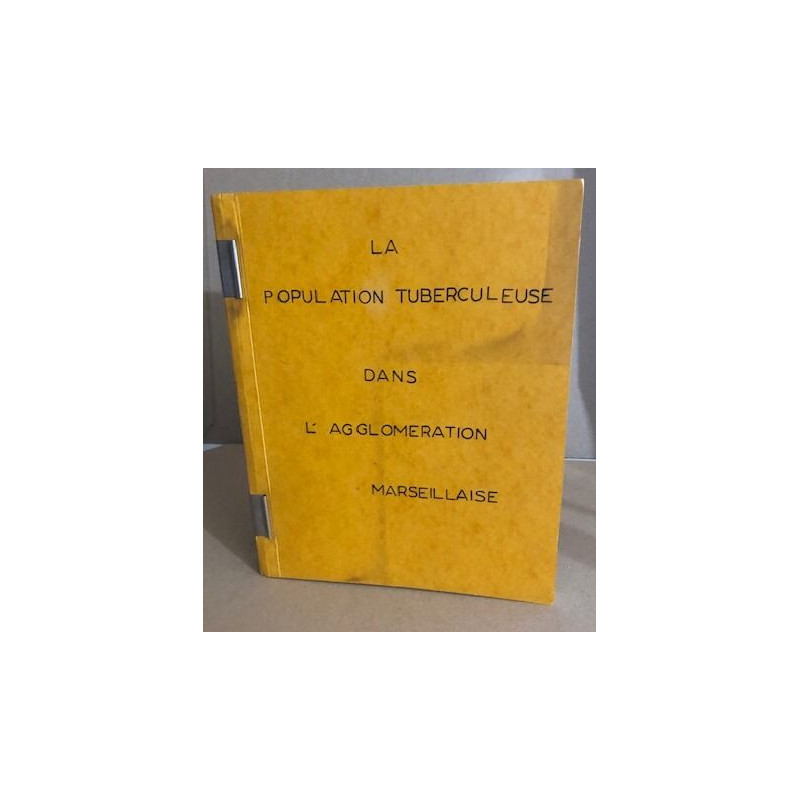 LA
POPULATION TUBERCULEUSE
DANS
L' AGGLOMERATION
MARSEILLAISE